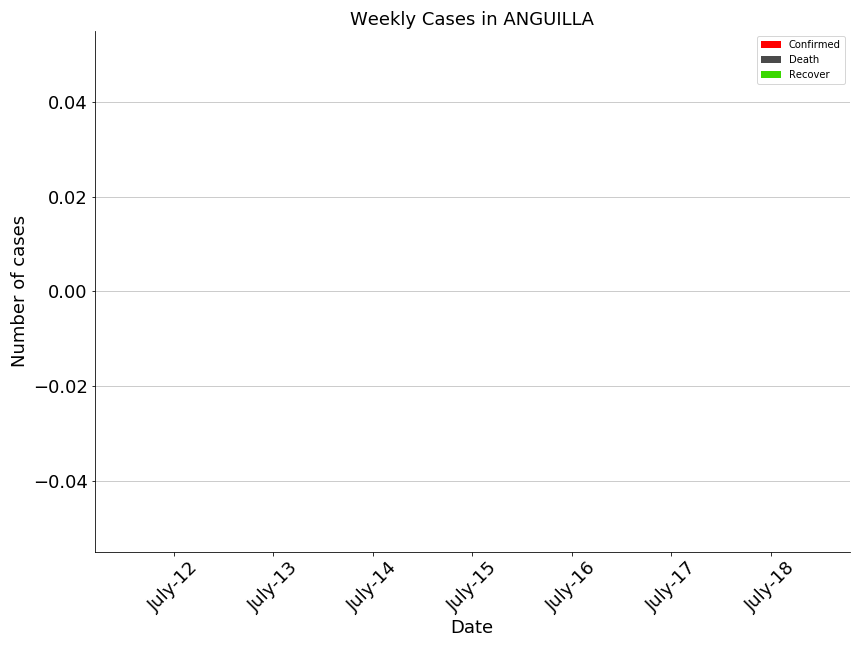 Weekly Cases in ANGUILLA
Confirmed
Death
Recover
0.04
0.02
0.00
−0.02
−0.04
Number of cases
July-12
July-13
July-14
July-15
July-16
July-17
July-18
Date